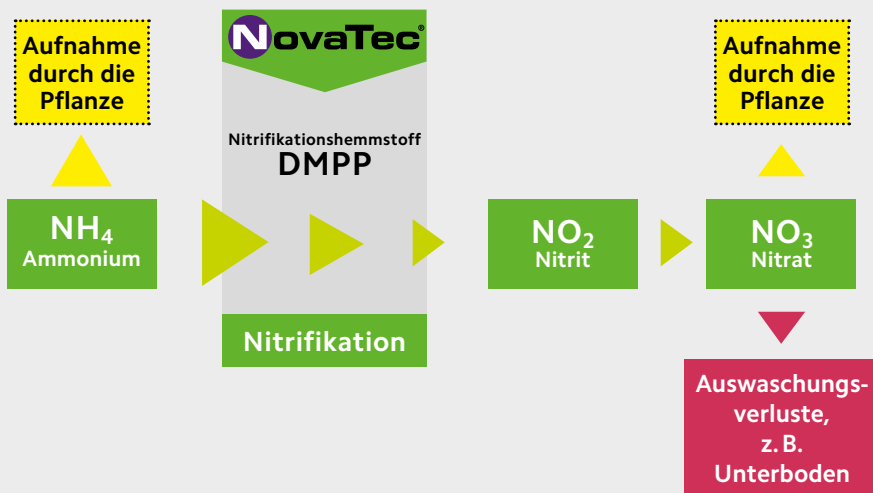 Aufnahme
durch die
Pflanze
NovaTec®
Aufnahme
durch die
Pflanze
Nitrifikationshemmstoff
DMPP
NH₄
Ammonium
NO₂
Nitrit
NO₃
Nitrat
Nitrifikation
Auswaschungs-
verluste,
z. B.
Unterboden